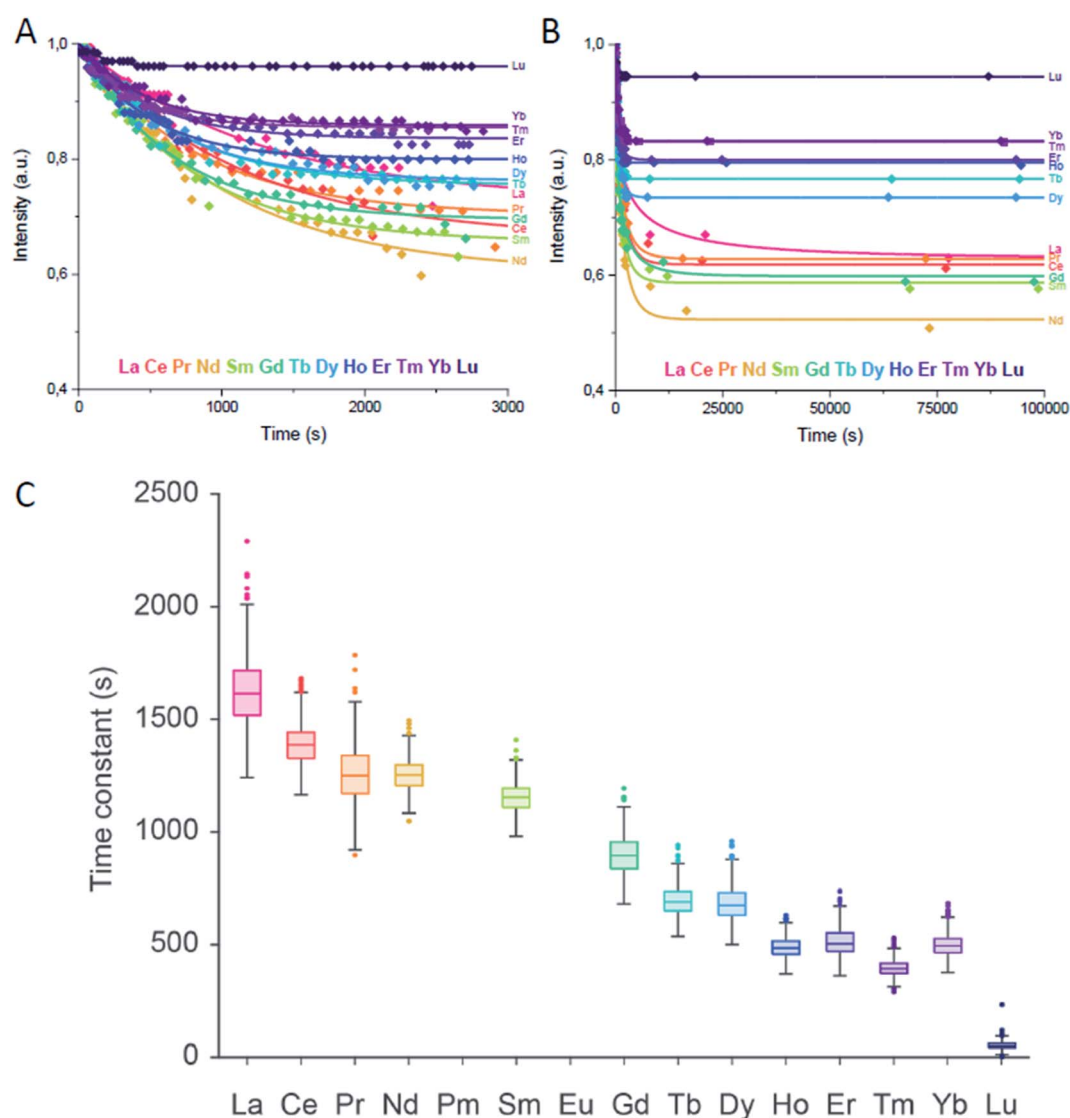 A
1,0
0,8
0,6
0,4
Intensity (a.u.)
Lu
Yb
Tm
Er
Ho
Dy
Tb
La
Pr
Gd
Ce
Sm
Nd
La Ce Pr Nd Sm Gd Tb Dy Ho Er Tm Yb Lu
0 1000 2000 3000
Time (s)
B
1,0
0,8
0,6
0,4
Intensity (a.u.)
Lu
Yb
Tm
Er
Ho
Tb
Dy
La
Pr
Ce
Gd
Sm
Nd
La Ce Pr Nd Sm Gd Tb Dy Ho Er Tm Yb Lu
0 25000 50000 75000 100000
Time (s)
C
2500
2000
1500
1000
500
0
Time constant (s)
La Ce Pr Nd Pm Sm Eu Gd Tb Dy Ho Er Tm Yb Lu